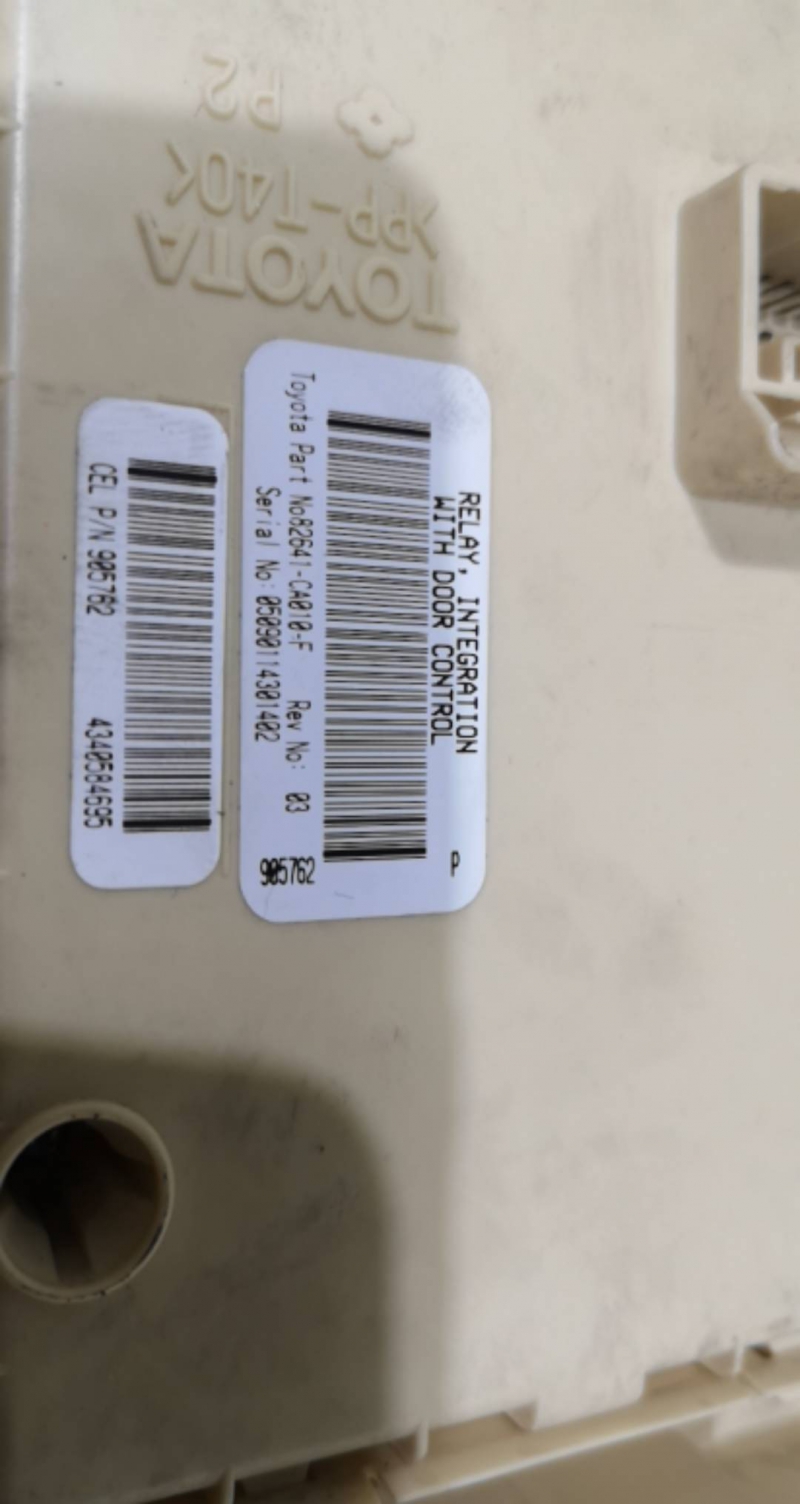 TOYOTA
>PP-T40<
P2
RELAY, INTEGRATION
WITH DOOR CONTROL
P
Toyota Part No82641-CA010-F Rev No: 03
Serial No: 05090114301402
905762
CEL P/N 905762 4340584695